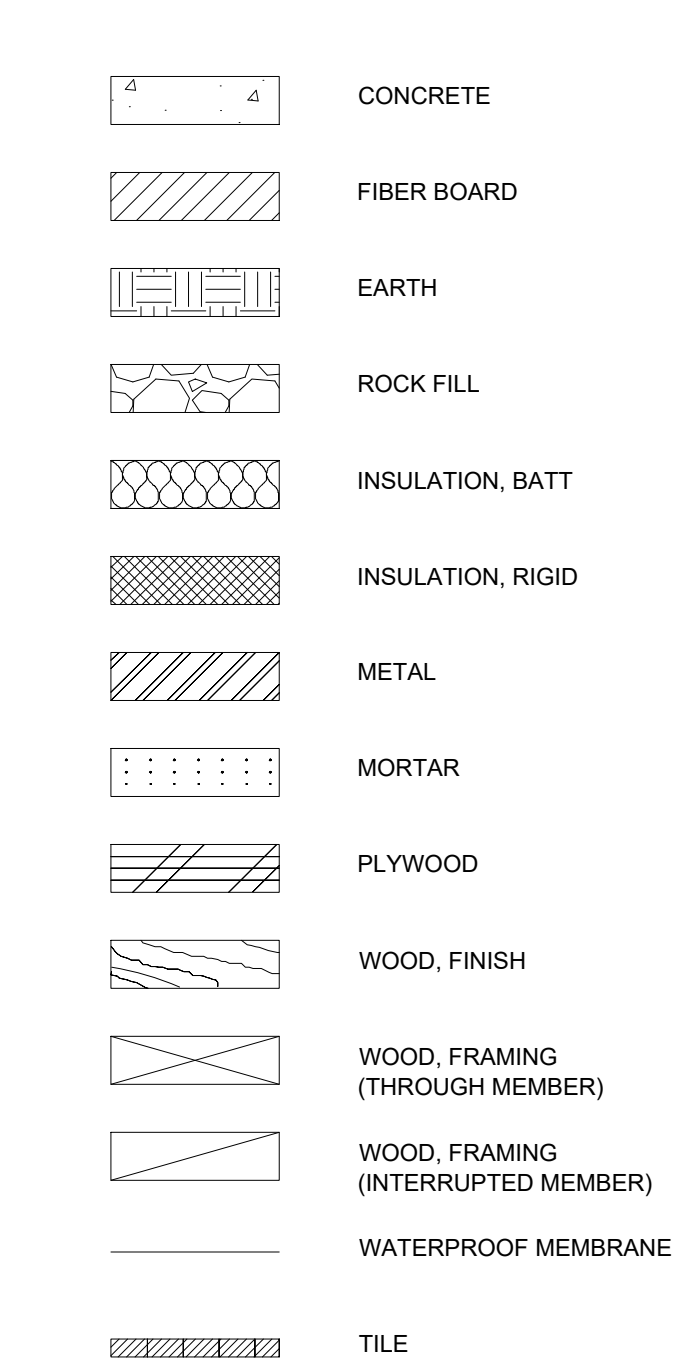 CONCRETE
FIBER BOARD
EARTH
ROCK FILL
INSULATION, BATT
INSULATION, RIGID
METAL
MORTAR
PLYWOOD
WOOD, FINISH
WOOD, FRAMING
(THROUGH MEMBER)
WOOD, FRAMING
(INTERRUPTED MEMBER)
WATERPROOF MEMBRANE
TILE